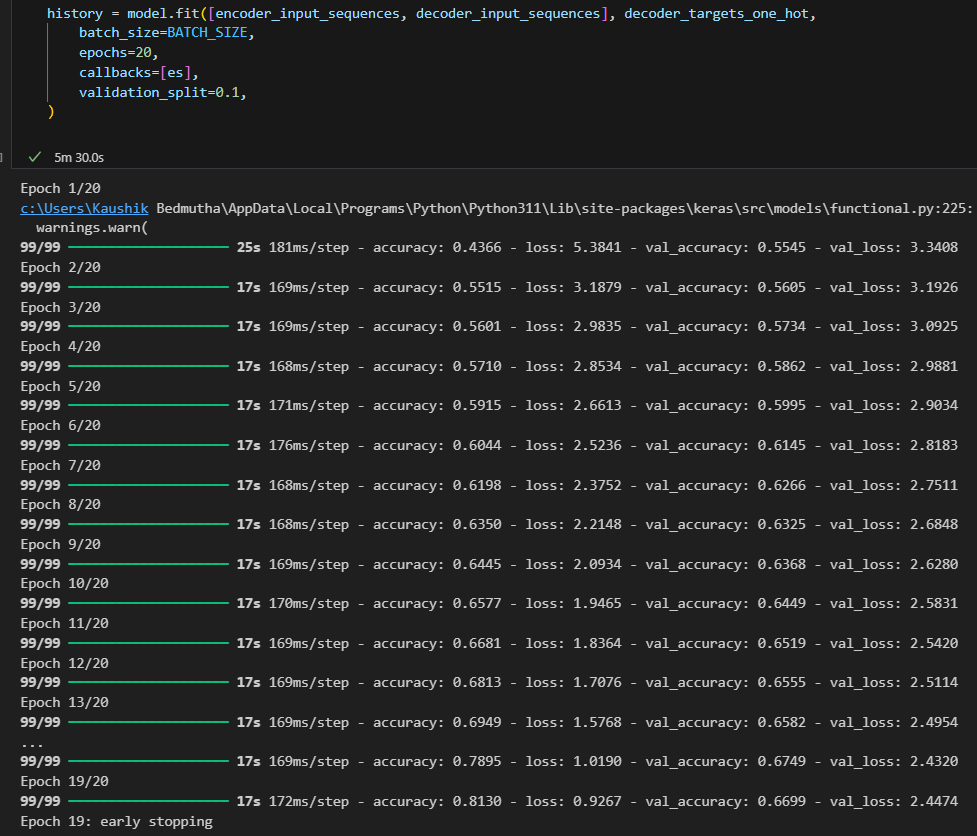 history = model.fit([encoder_input_sequences, decoder_input_sequences], decoder_targets_one_hot,
    batch_size=BATCH_SIZE,
    epochs=20,
    callbacks=[es],
    validation_split=0.1,
)
✓ 5m 30.0s
Epoch 1/20
c:\Users\Kaushik Bedmutha\AppData\Local\Programs\Python\Python311\Lib\site-packages\keras\src\models\functional.py:225:
  warnings.warn(
99/99 ━━━━━━━━━━━━━━━━━━━━ 25s 181ms/step - accuracy: 0.4366 - loss: 5.3841 - val_accuracy: 0.5545 - val_loss: 3.3408
Epoch 2/20
99/99 ━━━━━━━━━━━━━━━━━━━━ 17s 169ms/step - accuracy: 0.5515 - loss: 3.1879 - val_accuracy: 0.5605 - val_loss: 3.1926
Epoch 3/20
99/99 ━━━━━━━━━━━━━━━━━━━━ 17s 169ms/step - accuracy: 0.5601 - loss: 2.9835 - val_accuracy: 0.5734 - val_loss: 3.0925
Epoch 4/20
99/99 ━━━━━━━━━━━━━━━━━━━━ 17s 168ms/step - accuracy: 0.5710 - loss: 2.8534 - val_accuracy: 0.5862 - val_loss: 2.9881
Epoch 5/20
99/99 ━━━━━━━━━━━━━━━━━━━━ 17s 171ms/step - accuracy: 0.5915 - loss: 2.6613 - val_accuracy: 0.5995 - val_loss: 2.9034
Epoch 6/20
99/99 ━━━━━━━━━━━━━━━━━━━━ 17s 176ms/step - accuracy: 0.6044 - loss: 2.5236 - val_accuracy: 0.6145 - val_loss: 2.8183
Epoch 7/20
99/99 ━━━━━━━━━━━━━━━━━━━━ 17s 168ms/step - accuracy: 0.6198 - loss: 2.3752 - val_accuracy: 0.6266 - val_loss: 2.7511
Epoch 8/20
99/99 ━━━━━━━━━━━━━━━━━━━━ 17s 168ms/step - accuracy: 0.6350 - loss: 2.2148 - val_accuracy: 0.6325 - val_loss: 2.6848
Epoch 9/20
99/99 ━━━━━━━━━━━━━━━━━━━━ 17s 169ms/step - accuracy: 0.6445 - loss: 2.0934 - val_accuracy: 0.6368 - val_loss: 2.6280
Epoch 10/20
99/99 ━━━━━━━━━━━━━━━━━━━━ 17s 170ms/step - accuracy: 0.6577 - loss: 1.9465 - val_accuracy: 0.6449 - val_loss: 2.5831
Epoch 11/20
99/99 ━━━━━━━━━━━━━━━━━━━━ 17s 169ms/step - accuracy: 0.6681 - loss: 1.8364 - val_accuracy: 0.6519 - val_loss: 2.5420
Epoch 12/20
99/99 ━━━━━━━━━━━━━━━━━━━━ 17s 169ms/step - accuracy: 0.6813 - loss: 1.7076 - val_accuracy: 0.6555 - val_loss: 2.5114
Epoch 13/20
99/99 ━━━━━━━━━━━━━━━━━━━━ 17s 169ms/step - accuracy: 0.6949 - loss: 1.5768 - val_accuracy: 0.6582 - val_loss: 2.4954
...
99/99 ━━━━━━━━━━━━━━━━━━━━ 17s 169ms/step - accuracy: 0.7895 - loss: 1.0190 - val_accuracy: 0.6749 - val_loss: 2.4320
Epoch 19/20
99/99 ━━━━━━━━━━━━━━━━━━━━ 17s 172ms/step - accuracy: 0.8130 - loss: 0.9267 - val_accuracy: 0.6699 - val_loss: 2.4474
Epoch 19: early stopping